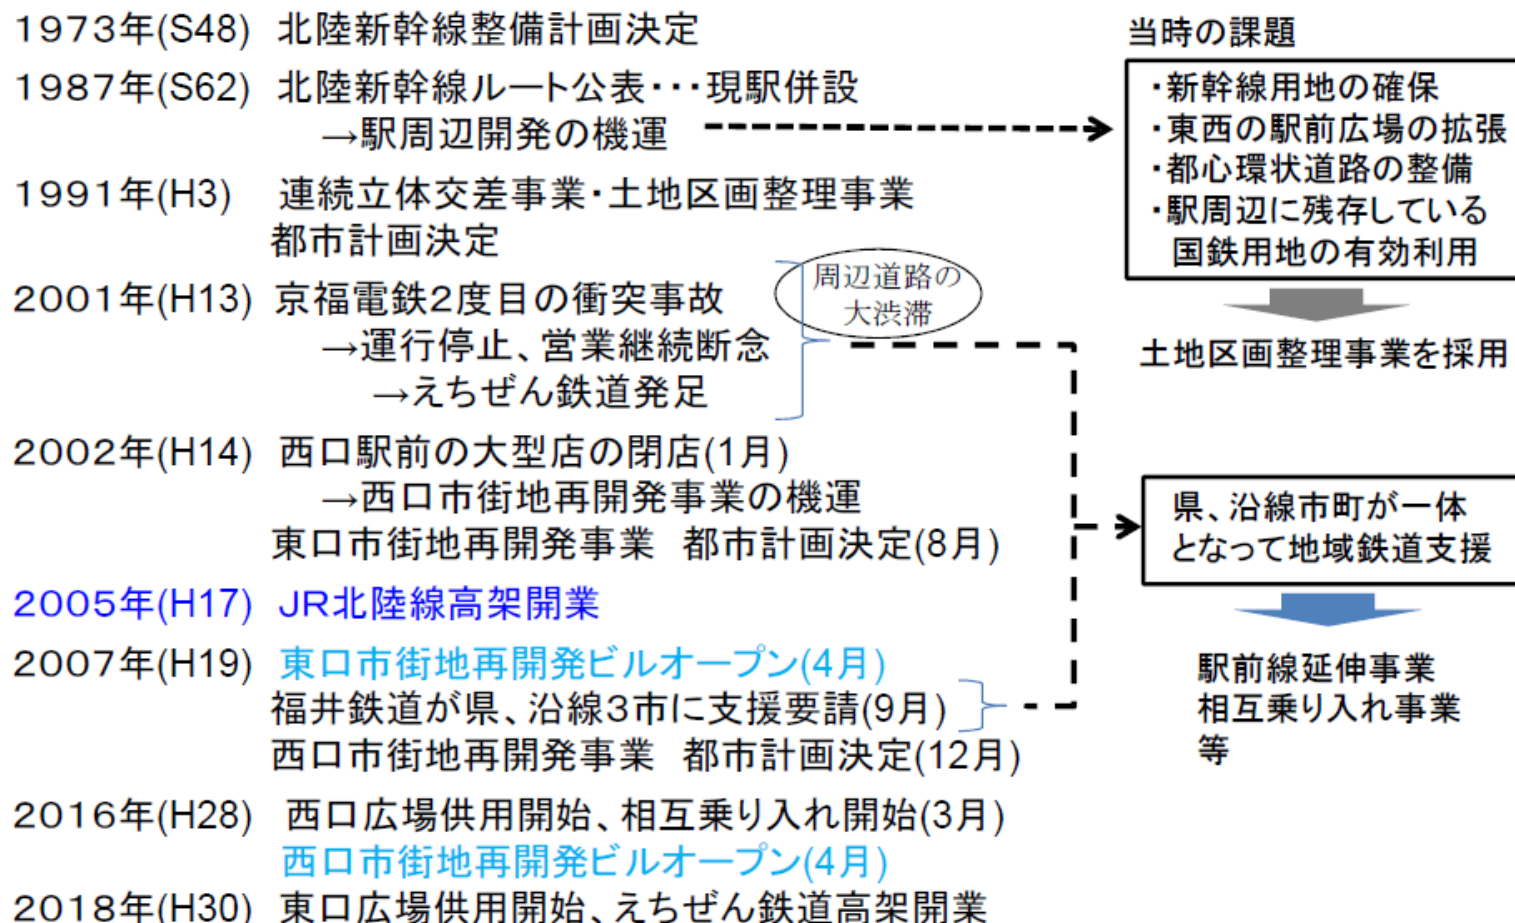 1973年(S48) 北陸新幹線整備計画決定
1987年(S62) 北陸新幹線ルート公表・・・現駅併設
→駅周辺開発の機運
1991年(H3) 連続立体交差事業・土地区画整理事業
都市計画決定
2001年(H13) 京福電鉄2度目の衝突事故
→運行停止、営業継続断念
→えちぜん鉄道発足
周辺道路の
大渋滞
2002年(H14) 西口駅前の大型店の閉店(1月)
→西口市街地再開発事業の機運
東口市街地再開発事業 都市計画決定(8月)
2005年(H17) JR北陸線高架開業
2007年(H19) 東口市街地再開発ビルオープン(4月)
福井鉄道が県、沿線3市に支援要請(9月)
西口市街地再開発事業 都市計画決定(12月)
2016年(H28) 西口広場供用開始、相互乗り入れ開始(3月)
西口市街地再開発ビルオープン(4月)
2018年(H30) 東口広場供用開始、えちぜん鉄道高架開業
当時の課題
・新幹線用地の確保
・東西の駅前広場の拡張
・都心環状道路の整備
・駅周辺に残存している
国鉄用地の有効利用
土地区画整理事業を採用
県、沿線市町が一体
となって地域鉄道支援
駅前線延伸事業
相互乗り入れ事業
等